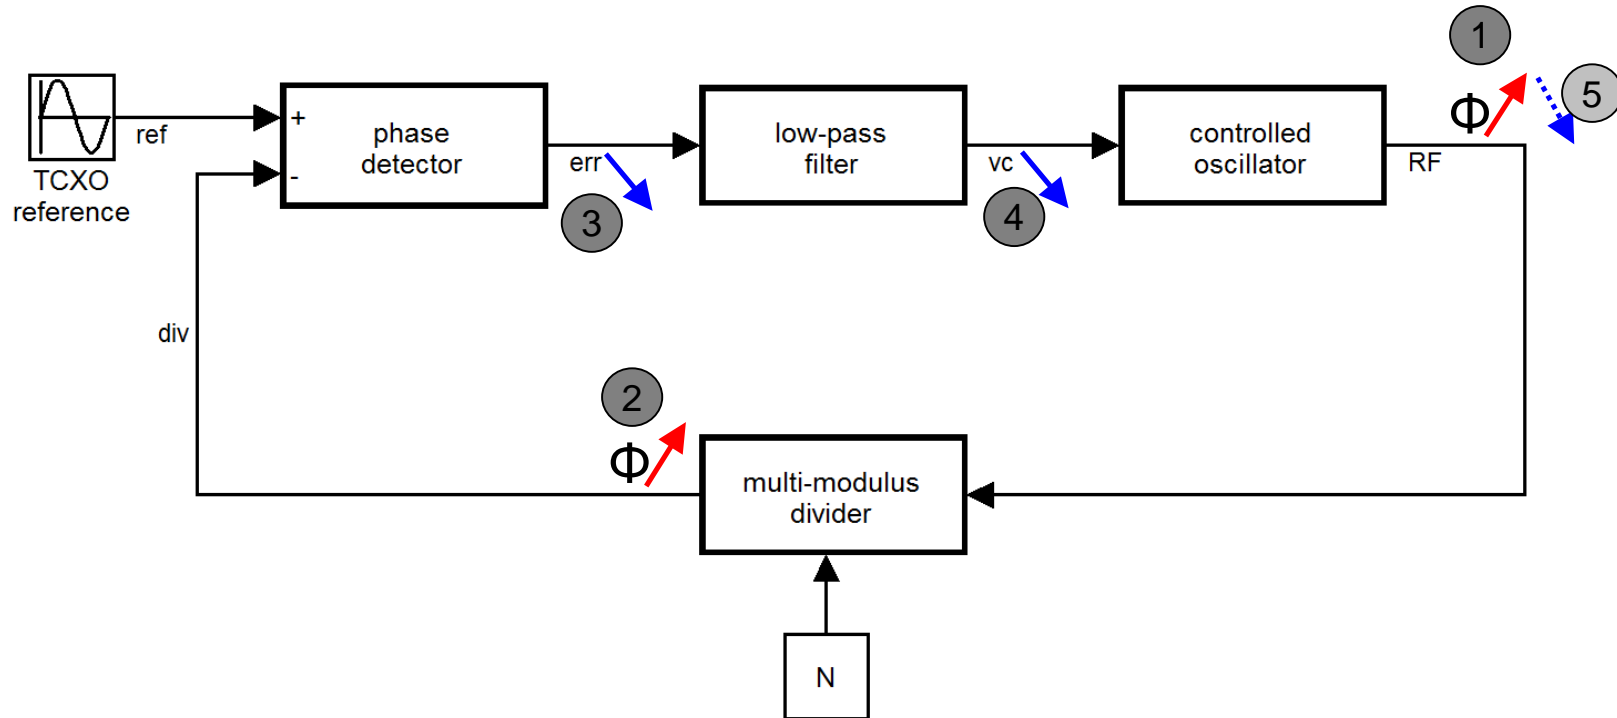 1
5
Φ
+
-
ref
TCXO
reference
phase
detector
err
3
low-pass
filter
vc
4
controlled
oscillator
RF
div
2
Φ
multi-modulus
divider
N